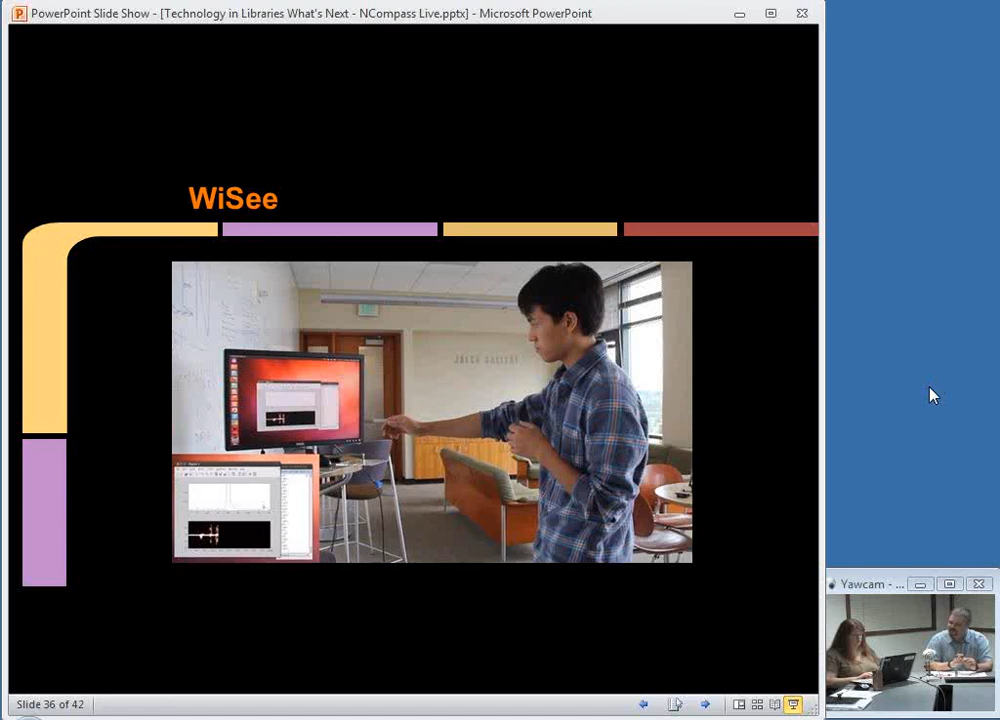 PowerPoint Slide Show - [Technology in Libraries What's Next - NCompass Live.pptx] - Microsoft PowerPoint
WiSee
Yawcam - ...
Slide 36 of 42